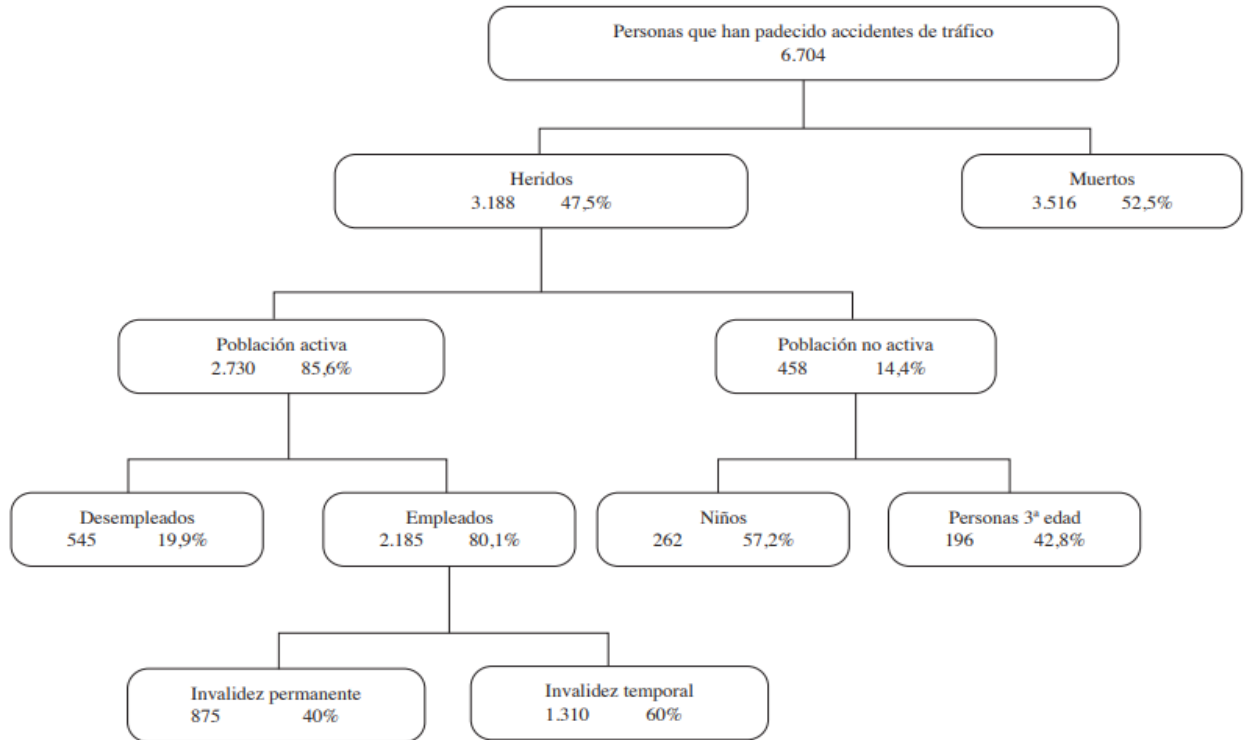 Personas que han padecido accidentes de tráfico
6.704
Heridos
3.188 47,5%
Muertos
3.516 52,5%
Población activa
2.730 85,6%
Población no activa
458 14,4%
Desempleados
545 19,9%
Empleados
2.185 80,1%
Niños
262 57,2%
Personas 3ª edad
196 42,8%
Invalidez permanente
875 40%
Invalidez temporal
1.310 60%